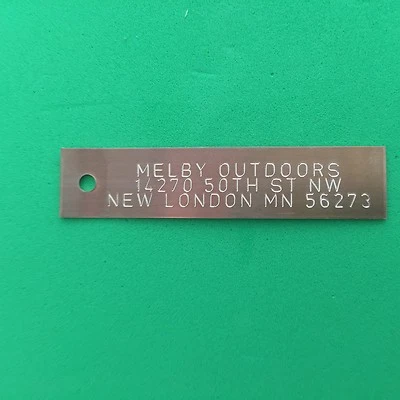 MELBY OUTDOORS
14270 50TH ST NW
NEW LONDON MN 56273